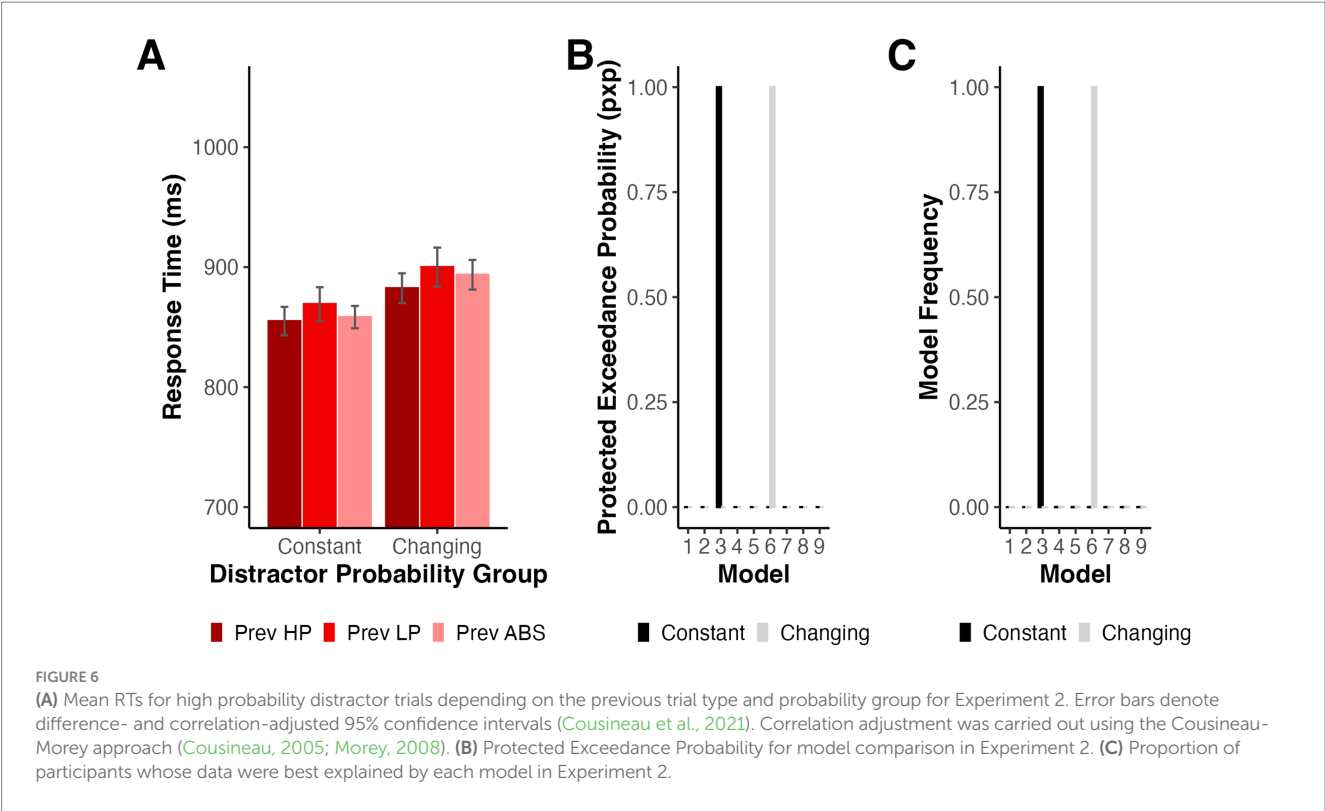 A
Response Time (ms)
1000
900
800
700
Constant Changing
Distractor Probability Group
Prev HP Prev LP Prev ABS
B
Protected Exceedance Probability (pxp)
1.00
0.75
0.50
0.25
0.00
1 2 3 4 5 6 7 8 9
Model
Constant Changing
C
Model Frequency
1.00
0.75
0.50
0.25
0.00
1 2 3 4 5 6 7 8 9
Model
Constant Changing
FIGURE 6
(A) Mean RTs for high probability distractor trials depending on the previous trial type and probability group for Experiment 2. Error bars denote
difference- and correlation-adjusted 95% confidence intervals (Cousineau et al., 2021). Correlation adjustment was carried out using the Cousineau-
Morey approach (Cousineau, 2005; Morey, 2008). (B) Protected Exceedance Probability for model comparison in Experiment 2. (C) Proportion of
participants whose data were best explained by each model in Experiment 2.